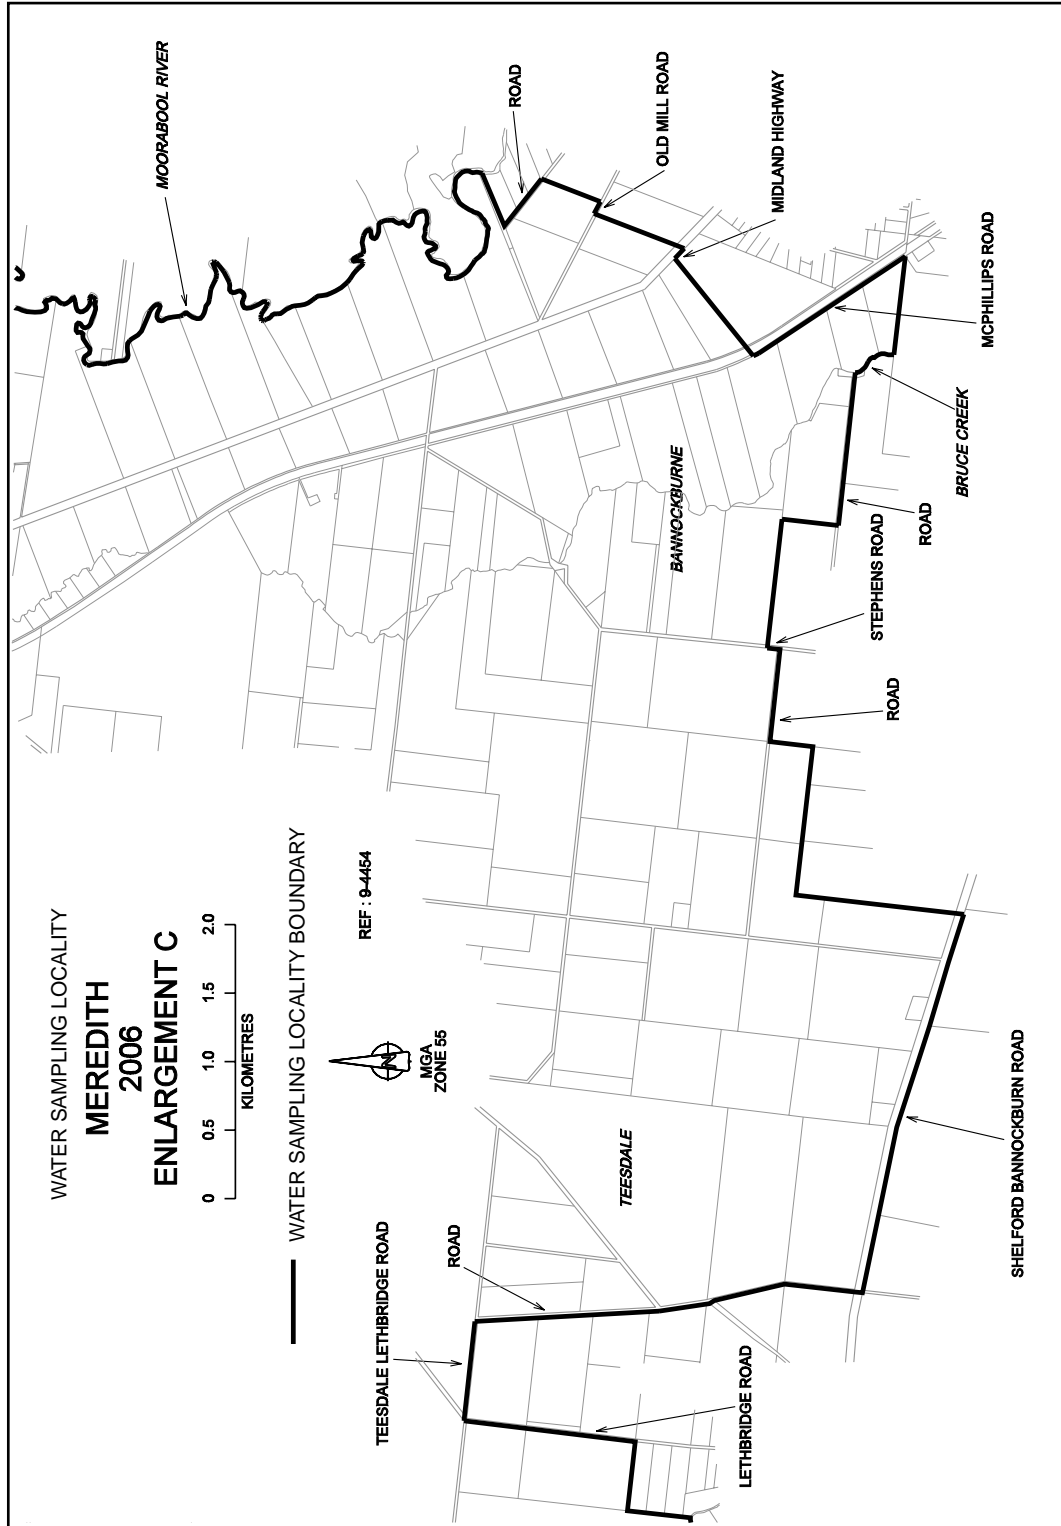 WATER SAMPLING LOCALITY
MEREDITH
2006
ENLARGEMENT C
0 0.5 1.0 1.5 2.0
KILOMETRES
WATER SAMPLING LOCALITY BOUNDARY
REF : 9-4454
N
MGA
ZONE 55
MOORABOOL RIVER
ROAD
OLD MILL ROAD
MIDLAND HIGHWAY
MCPHILLIPS ROAD
BRUCE CREEK
ROAD
STEPHENS ROAD
ROAD
BANNOCKBURNE
TEESDALE
SHELFORD BANNOCKBURN ROAD
TEESDALE LETHBRIDGE ROAD
ROAD
LETHBRIDGE ROAD